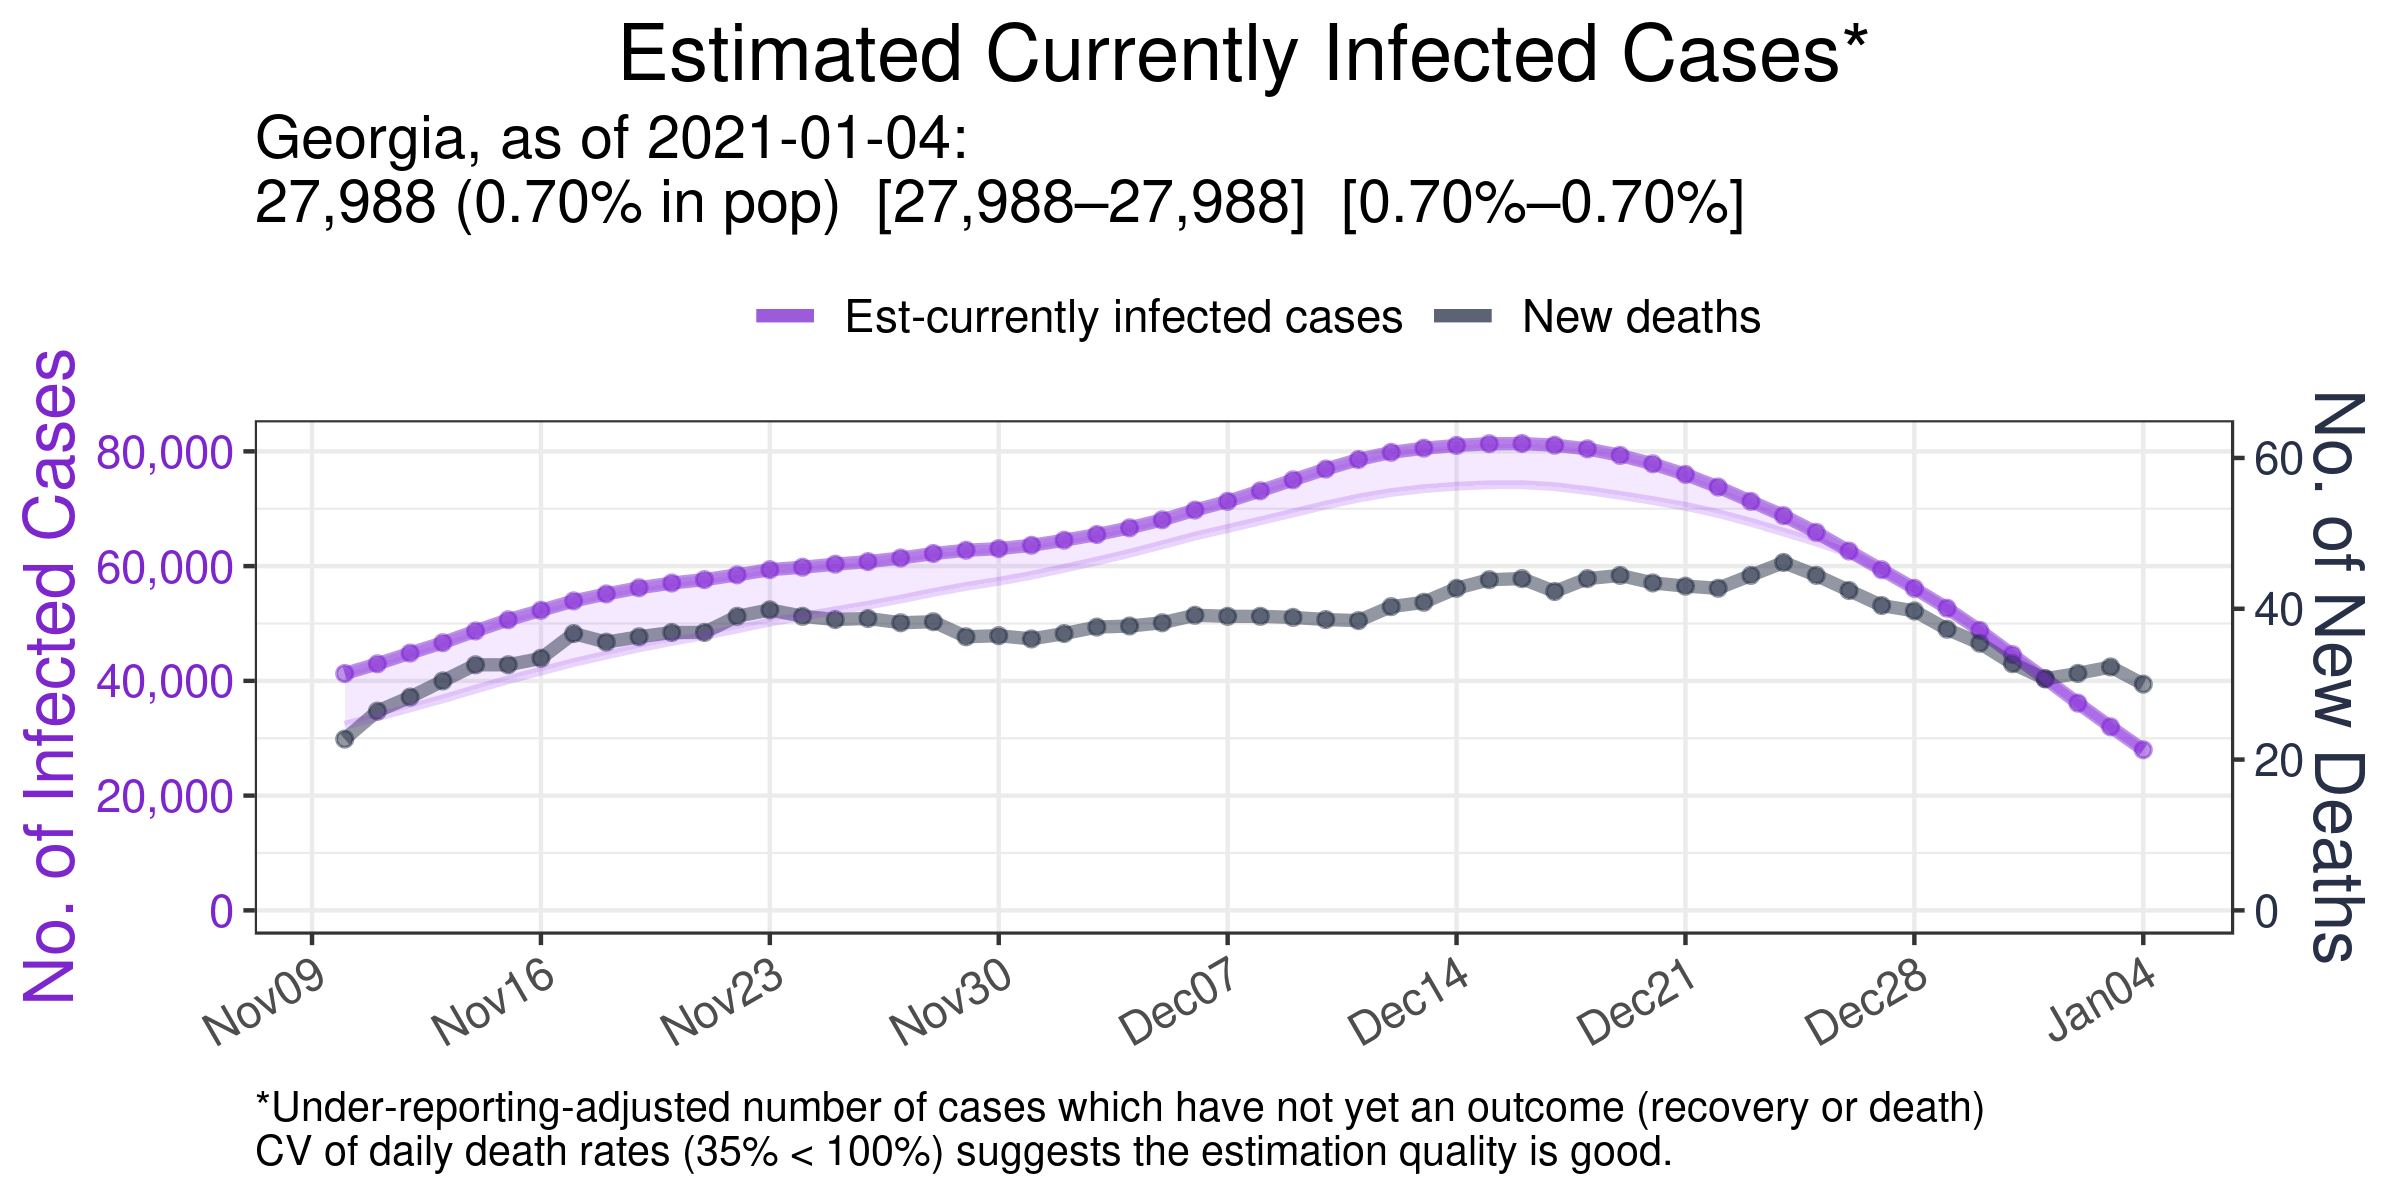 Estimated Currently Infected Cases*
Georgia, as of 2021-01-04:
27,988 (0.70% in pop)  [27,988–27,988]  [0.70%–0.70%]
Est-currently infected cases
New deaths
No. of Infected Cases
80,000
60,000
40,000
20,000
0
No. of New Deaths
60
40
20
0
Nov09
Nov16
Nov23
Nov30
Dec07
Dec14
Dec21
Dec28
Jan04
*Under-reporting-adjusted number of cases which have not yet an outcome (recovery or death)
CV of daily death rates (35% < 100%) suggests the estimation quality is good.